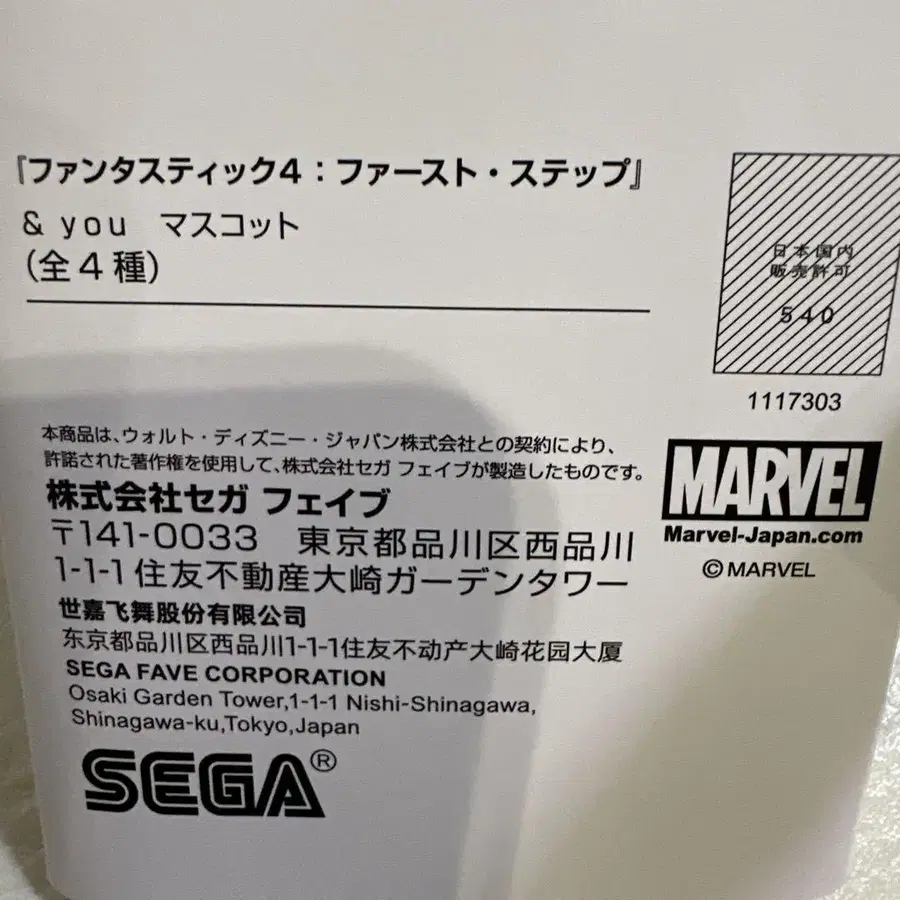 『ファンタスティック4：ファースト・ステップ』
& you マスコット
（全4種）
日本国内
販売許可
540
1117303
本商品は、ウォルト・ディズニー・ジャパン株式会社との契約により、
許諾された著作権を使用して、株式会社セガ フェイブが製造したものです。
株式会社セガ フェイブ
〒141-0033 東京都品川区西品川
1-1-1 住友不動産大崎ガーデンタワー
世嘉飞舞股份有限公司
东京都品川区西品川1-1-1住友不动产大崎花园大厦
SEGA FAVE CORPORATION
Osaki Garden Tower,1-1-1 Nishi-Shinagawa,
Shinagawa-ku,Tokyo,Japan
SEGA®
MARVEL
Marvel-Japan.com
©MARVEL